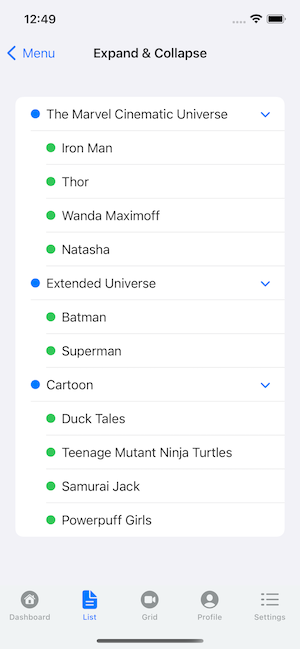 12:49
Menu
Expand & Collapse
The Marvel Cinematic Universe
Iron Man
Thor
Wanda Maximoff
Natasha
Extended Universe
Batman
Superman
Cartoon
Duck Tales
Teenage Mutant Ninja Turtles
Samurai Jack
Powerpuff Girls
Dashboard
List
Grid
Profile
Settings